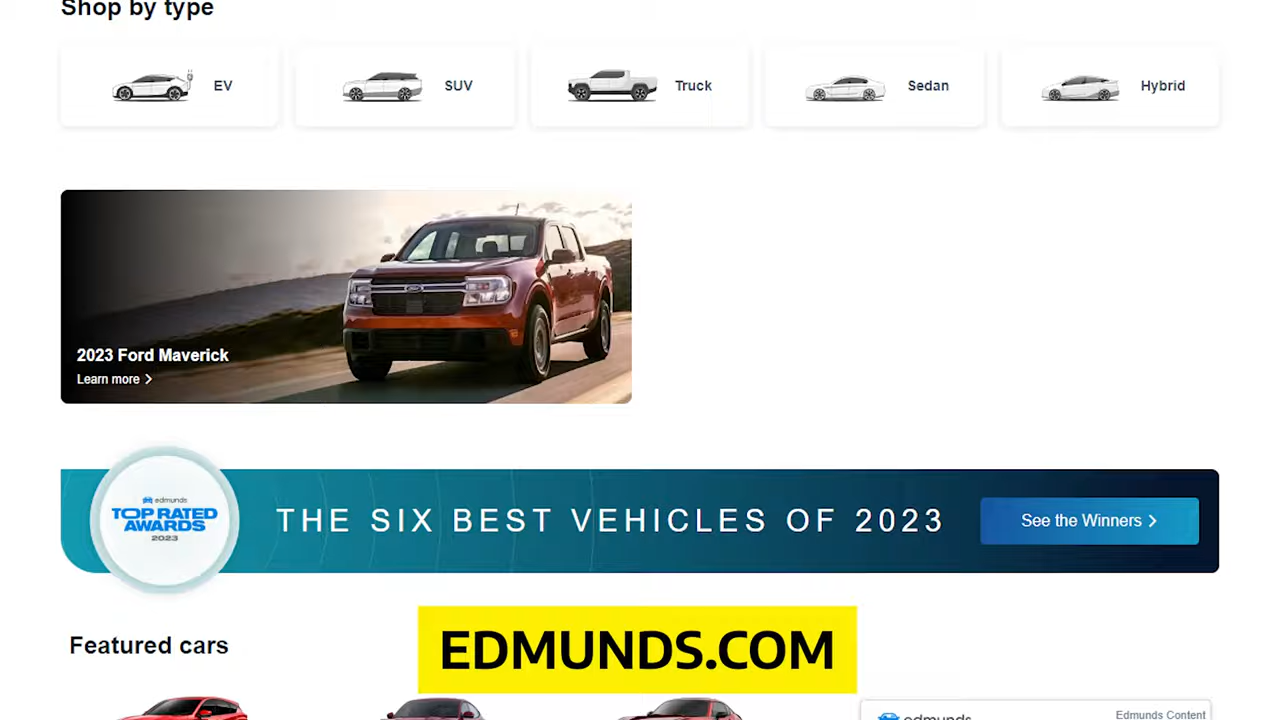 Shop by type
EV
SUV
Truck
Sedan
Hybrid
2023 Ford Maverick
Learn more
edmunds
TOP RATED
AWARDS
2023
THE SIX BEST VEHICLES OF 2023
See the Winners
Featured cars
EDMUNDS.COM
edmunds
Edmunds Content